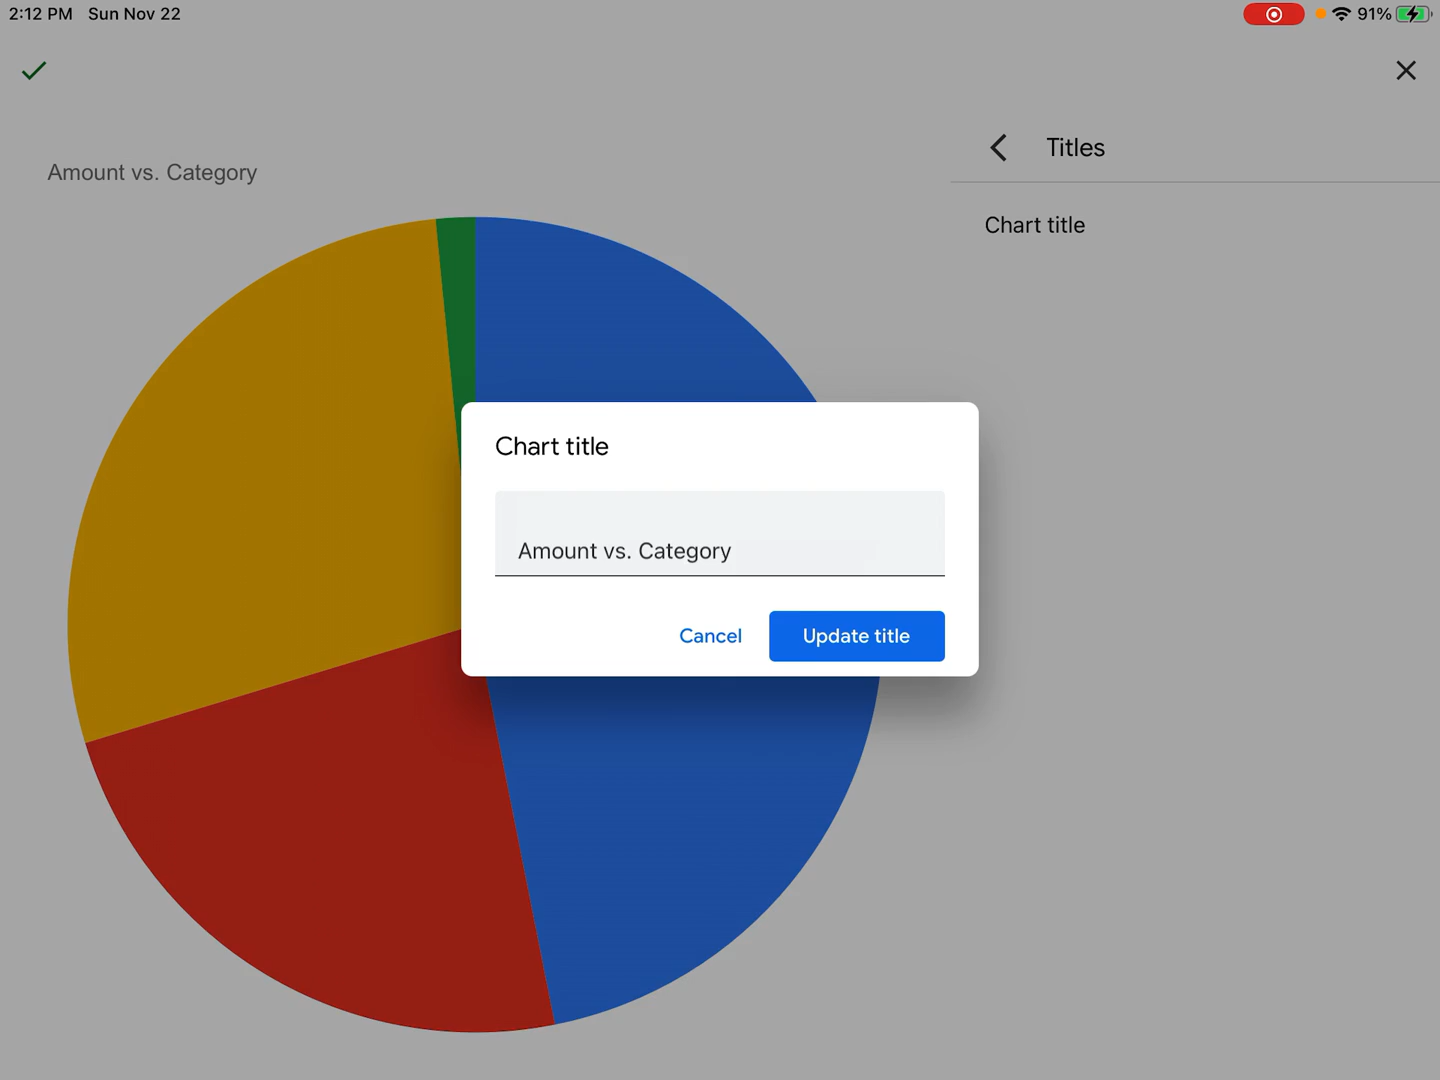 2:12 PM Sun Nov 22
91%
Titles
Amount vs. Category
Chart title
Chart title
Amount vs. Category
Cancel
Update title